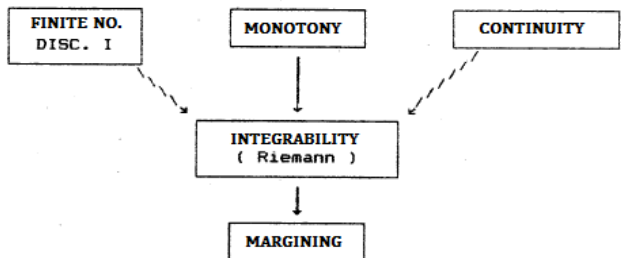 FINITE NO.
DISC. I
MONOTONY
CONTINUITY
INTEGRABILITY
( Riemann )
MARGINING